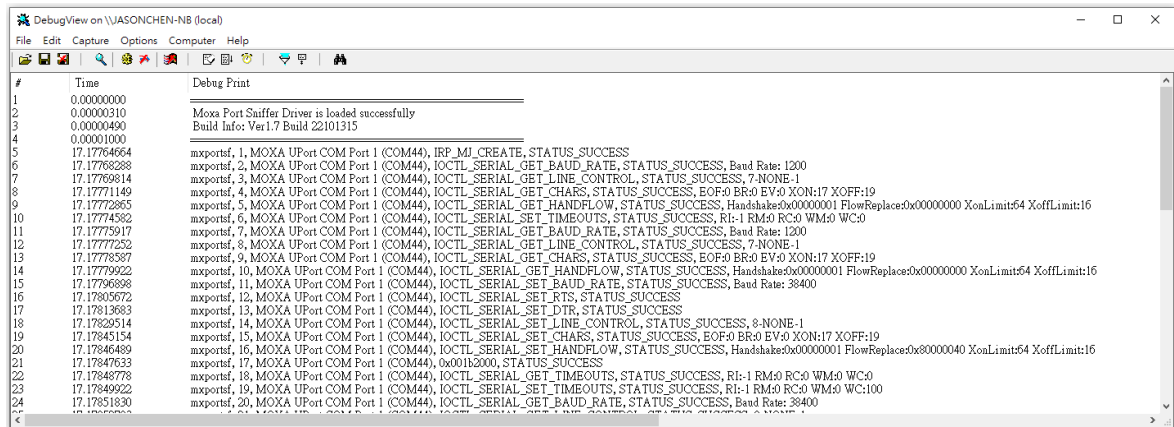 DebugView on \\JASONCHEN-NB (local)
File Edit Capture Options Computer Help
# Time Debug Print
1 0.00000000 ==================================================
2 0.00000310 Moxa Port Sniffer Driver is loaded successfully
3 0.00000490 Build Info: Ver1.7 Build 22101315
4 0.00001000 ==================================================
5 17.17764664 mxportsf, 1, MOXA UPort COM Port 1 (COM44), IRP_MJ_CREATE, STATUS_SUCCESS
6 17.17768288 mxportsf, 2, MOXA UPort COM Port 1 (COM44), IOCTL_SERIAL_GET_BAUD_RATE, STATUS_SUCCESS, Baud Rate: 1200
7 17.17769814 mxportsf, 3, MOXA UPort COM Port 1 (COM44), IOCTL_SERIAL_GET_LINE_CONTROL, STATUS_SUCCESS, 7-NONE-1
8 17.17771149 mxportsf, 4, MOXA UPort COM Port 1 (COM44), IOCTL_SERIAL_GET_CHARS, STATUS_SUCCESS, EOF:0 BR:0 EV:0 XON:17 XOFF:19
9 17.17772865 mxportsf, 5, MOXA UPort COM Port 1 (COM44), IOCTL_SERIAL_GET_HANDFLOW, STATUS_SUCCESS, Handshake:0x00000001 FlowReplace:0x00000000 XonLimit:64 XoffLimit:16
10 17.17774582 mxportsf, 6, MOXA UPort COM Port 1 (COM44), IOCTL_SERIAL_SET_TIMEOUTS, STATUS_SUCCESS, RI:-1 RM:0 RC:0 WM:0 WC:0
11 17.17775917 mxportsf, 7, MOXA UPort COM Port 1 (COM44), IOCTL_SERIAL_GET_BAUD_RATE, STATUS_SUCCESS, Baud Rate: 1200
12 17.17777252 mxportsf, 8, MOXA UPort COM Port 1 (COM44), IOCTL_SERIAL_GET_LINE_CONTROL, STATUS_SUCCESS, 7-NONE-1
13 17.17778587 mxportsf, 9, MOXA UPort COM Port 1 (COM44), IOCTL_SERIAL_GET_CHARS, STATUS_SUCCESS, EOF:0 BR:0 EV:0 XON:17 XOFF:19
14 17.17779922 mxportsf, 10, MOXA UPort COM Port 1 (COM44), IOCTL_SERIAL_GET_HANDFLOW, STATUS_SUCCESS, Handshake:0x00000001 FlowReplace:0x00000000 XonLimit:64 XoffLimit:16
15 17.17796898 mxportsf, 11, MOXA UPort COM Port 1 (COM44), IOCTL_SERIAL_SET_BAUD_RATE, STATUS_SUCCESS, Baud Rate: 38400
16 17.17805672 mxportsf, 12, MOXA UPort COM Port 1 (COM44), IOCTL_SERIAL_SET_RTS, STATUS_SUCCESS
17 17.17813683 mxportsf, 13, MOXA UPort COM Port 1 (COM44), IOCTL_SERIAL_SET_DTR, STATUS_SUCCESS
18 17.17829514 mxportsf, 14, MOXA UPort COM Port 1 (COM44), IOCTL_SERIAL_SET_LINE_CONTROL, STATUS_SUCCESS, 8-NONE-1
19 17.17845154 mxportsf, 15, MOXA UPort COM Port 1 (COM44), IOCTL_SERIAL_SET_CHARS, STATUS_SUCCESS, EOF:0 BR:0 EV:0 XON:17 XOFF:19
20 17.17846489 mxportsf, 16, MOXA UPort COM Port 1 (COM44), IOCTL_SERIAL_SET_HANDFLOW, STATUS_SUCCESS, Handshake:0x00000001 FlowReplace:0x80000040 XonLimit:64 XoffLimit:16
21 17.17847633 mxportsf, 17, MOXA UPort COM Port 1 (COM44), 0x001b2000, STATUS_SUCCESS
22 17.17848778 mxportsf, 18, MOXA UPort COM Port 1 (COM44), IOCTL_SERIAL_GET_TIMEOUTS, STATUS_SUCCESS, RI:-1 RM:0 RC:0 WM:0 WC:0
23 17.17849922 mxportsf, 19, MOXA UPort COM Port 1 (COM44), IOCTL_SERIAL_SET_TIMEOUTS, STATUS_SUCCESS, RI:-1 RM:0 RC:0 WM:0 WC:100
24 17.17851830 mxportsf, 20, MOXA UPort COM Port 1 (COM44), IOCTL_SERIAL_GET_BAUD_RATE, STATUS_SUCCESS, Baud Rate: 38400